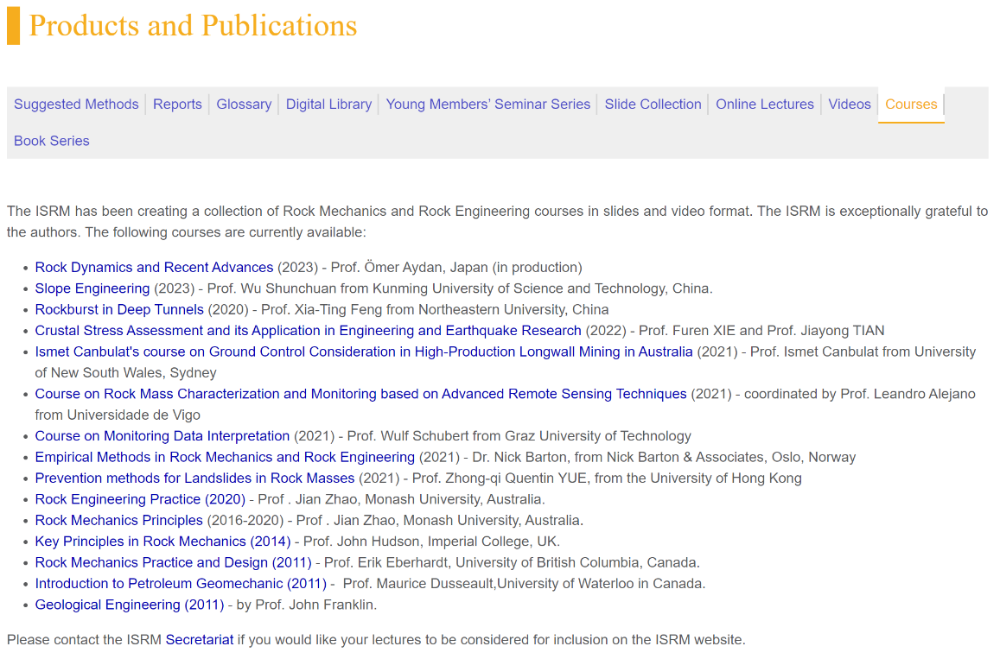 Products and Publications
Suggested Methods Reports Glossary Digital Library Young Members' Seminar Series Slide Collection Online Lectures Videos Courses
Book Series
The ISRM has been creating a collection of Rock Mechanics and Rock Engineering courses in slides and video format. The ISRM is exceptionally grateful to
the authors. The following courses are currently available:
• Rock Dynamics and Recent Advances (2023) - Prof. Ömer Aydan, Japan (in production)
• Slope Engineering (2023) - Prof. Wu Shunchuan from Kunming University of Science and Technology, China.
• Rockburst in Deep Tunnels (2020) - Prof. Xia-Ting Feng from Northeastern University, China
• Crustal Stress Assessment and its Application in Engineering and Earthquake Research (2022) - Prof. Furen XIE and Prof. Jiayong TIAN
• Ismet Canbulat's course on Ground Control Consideration in High-Production Longwall Mining in Australia (2021) - Prof. Ismet Canbulat from University
of New South Wales, Sydney
• Course on Rock Mass Characterization and Monitoring based on Advanced Remote Sensing Techniques (2021) - coordinated by Prof. Leandro Alejano
from Universidade de Vigo
• Course on Monitoring Data Interpretation (2021) - Prof. Wulf Schubert from Graz University of Technology
• Empirical Methods in Rock Mechanics and Rock Engineering (2021) - Dr. Nick Barton, from Nick Barton & Associates, Oslo, Norway
• Prevention methods for Landslides in Rock Masses (2021) - Prof. Zhong-qi Quentin YUE, from the University of Hong Kong
• Rock Engineering Practice (2020) - Prof . Jian Zhao, Monash University, Australia.
• Rock Mechanics Principles (2016-2020) - Prof . Jian Zhao, Monash University, Australia.
• Key Principles in Rock Mechanics (2014) - Prof. John Hudson, Imperial College, UK.
• Rock Mechanics Practice and Design (2011) - Prof. Erik Eberhardt, University of British Columbia, Canada.
• Introduction to Petroleum Geomechanic (2011) -  Prof. Maurice Dusseault,University of Waterloo in Canada.
• Geological Engineering (2011) - by Prof. John Franklin.
Please contact the ISRM Secretariat if you would like your lectures to be considered for inclusion on the ISRM website.